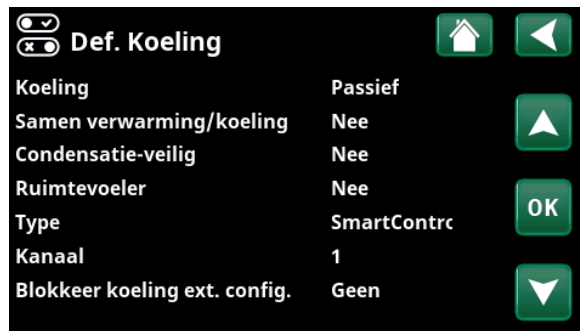 Def. Koeling
Koeling Passief
Samen verwarming/koeling Nee
Condensatie-veilig Nee
Ruimtevoeler Nee
Type SmartContrc
OK
Kanaal 1
Blokkeer koeling ext. config. Geen